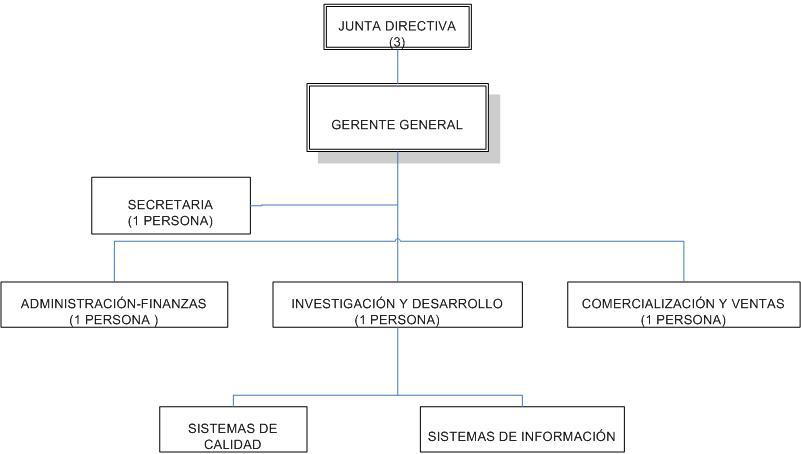 JUNTA DIRECTIVA
(3)
GERENTE GENERAL
SECRETARIA
(1 PERSONA)
ADMINISTRACIÓN-FINANZAS
(1 PERSONA )
INVESTIGACIÓN Y DESARROLLO
(1 PERSONA)
COMERCIALIZACIÓN Y VENTAS
(1 PERSONA)
SISTEMAS DE
CALIDAD
SISTEMAS DE INFORMACIÓN